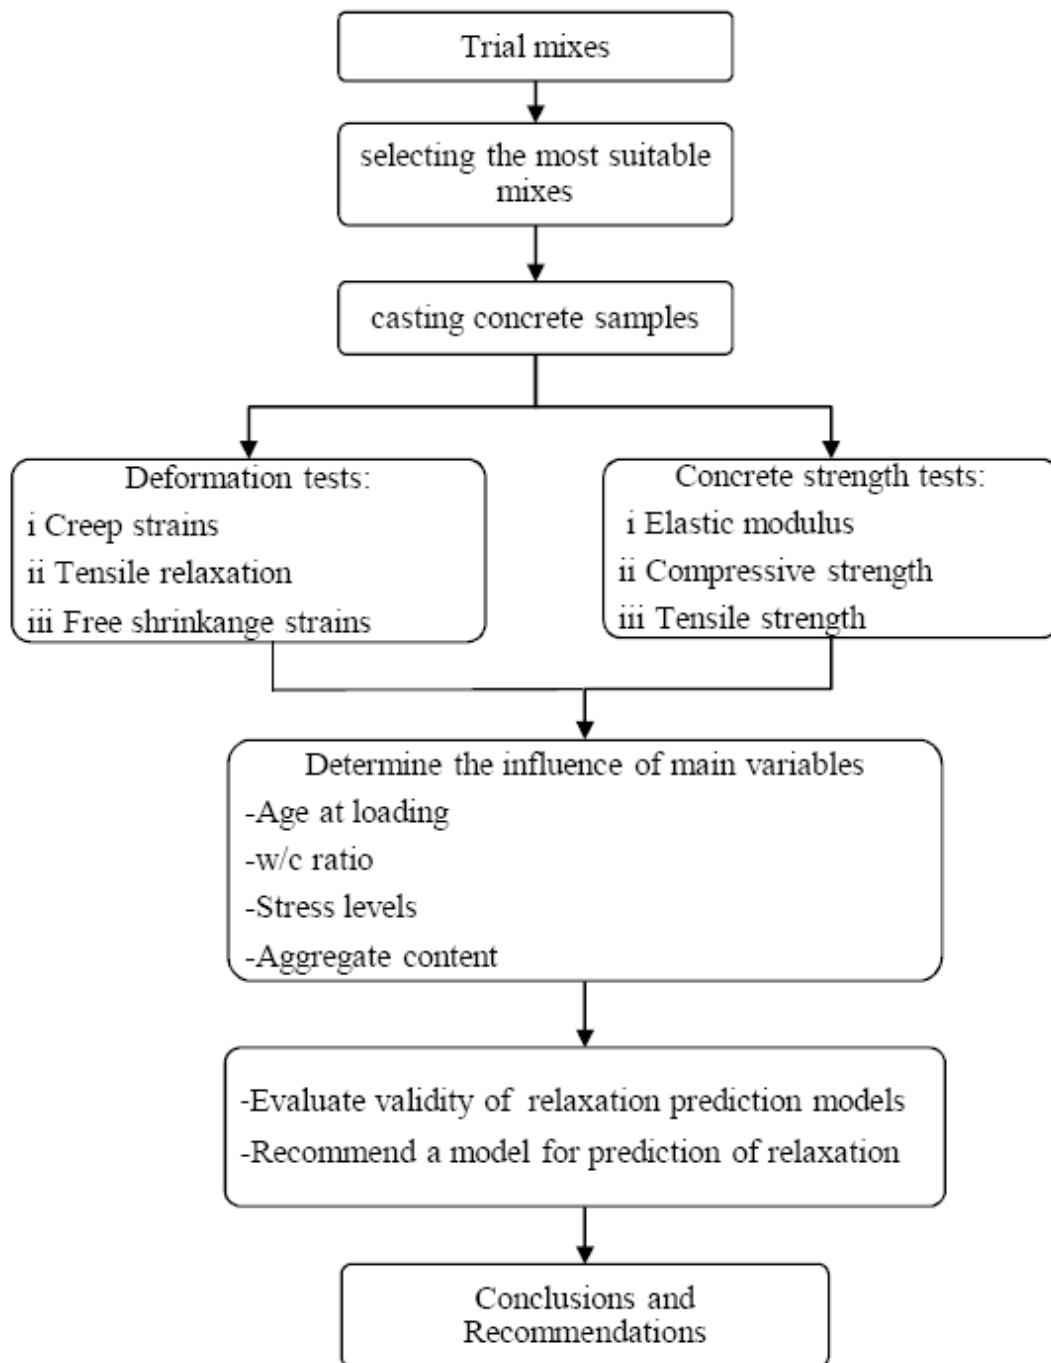 Trial mixes
selecting the most suitable
mixes
casting concrete samples
Deformation tests:
i Creep strains
ii Tensile relaxation
iii Free shrinkange strains
Concrete strength tests:
i Elastic modulus
ii Compressive strength
iii Tensile strength
Determine the influence of main variables
-Age at loading
-w/c ratio
-Stress levels
-Aggregate content
-Evaluate validity of relaxation prediction models
-Recommend a model for prediction of relaxation
Conclusions and
Recommendations